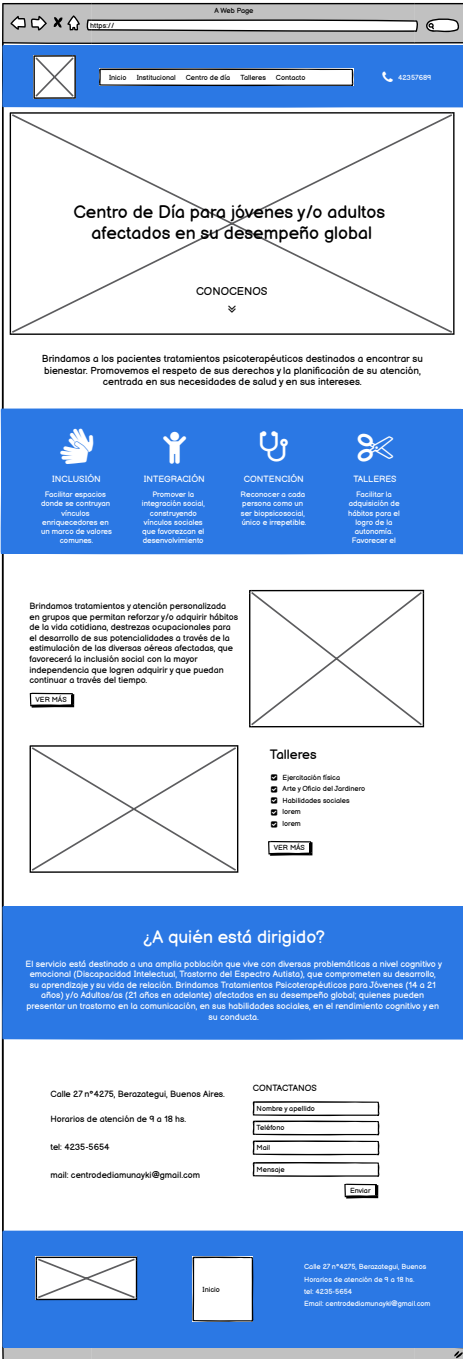 A Web Page
https://
Inicio Institucional Centro de día Talleres Contacto
42357689
Centro de Día para jóvenes y/o adultos
afectados en su desempeño global
CONOCENOS
Brindamos a los pacientes tratamientos psicoterapéuticos destinados a encontrar su
bienestar. Promovemos el respeto de sus derechos y la planificación de su atención,
centrada en sus necesidades de salud y en sus intereses.
INCLUSIÓN
Facilitar espacios
donde se contruyan
vínculos
enriquecedores en
un marco de valores
comunes.
INTEGRACIÓN
Promover la
integración social,
construyendo
vínculos sociales
que favorezcan el
desenvolvimiento
CONTENCIÓN
Reconocer a cada
persona como un
ser biopsicosocial,
único e irrepetible.
TALLERES
Facilitar la
adquisición de
hábitos para el
logro de la
autonomía.
Favorecer el
Brindamos tratamientos y atención personalizada
en grupos que permitan reforzar y/o adquirir hábitos
de la vida cotidiana, destrezas ocupacionales para
el desarrollo de sus potencialidades a través de la
estimulación de las diversas aéreas afectadas, que
favorecerá la inclusión social con la mayor
independencia que logren adquirir y que puedan
continuar a través del tiempo.
VER MÁS
Talleres
Ejercitación física
Arte y Oficio del Jardinero
Habilidades sociales
lorem
lorem
VER MÁS
¿A quién está dirigido?
El servicio está destinado a una amplia población que vive con diversas problemáticas a nivel cognitivo y
emocional (Discapacidad Intelectual, Trastorno del Espectro Autista), que comprometen su desarrollo,
su aprendizaje y su vida de relación. Brindamos Tratamientos Psicoterapéuticos para Jóvenes (14 a 21
años) y/o Adultos/as (21 años en adelante) afectados en su desempeño global; quienes pueden
presentar un trastorno en la comunicación, en sus habilidades sociales, en el rendimiento cognitivo y en
su conducta.
Calle 27 n°4275, Berazategui, Buenos Aires.
Horarios de atención de 9 a 18 hs.
tel: 4235-5654
mail: centrodediamunayki@gmail.com
CONTACTANOS
Nombre y apellido
Teléfono
Mail
Mensaje
Enviar
Inicio
Calle 27 n°4275, Berazategui, Buenos
Horarios de atención de 9 a 18 hs.
tel: 4235-5654
Email: centrodediamunayki@gmail.com